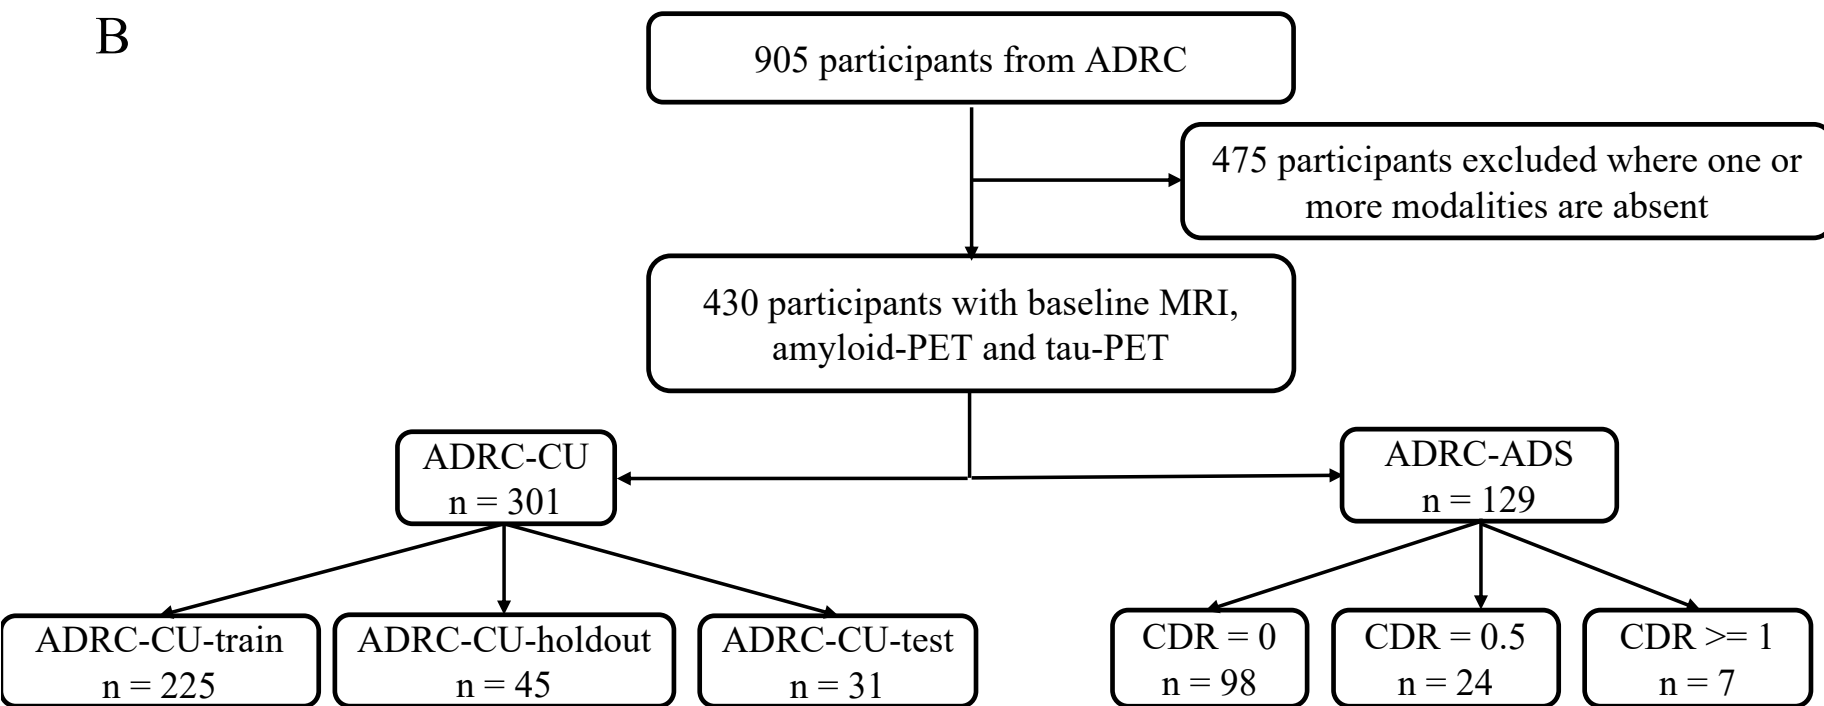 B
905 participants from ADRC
475 participants excluded where one or
more modalities are absent
430 participants with baseline MRI,
amyloid-PET and tau-PET
ADRC-CU
n = 301
ADRC-ADS
n = 129
ADRC-CU-train
n = 225
ADRC-CU-holdout
n = 45
ADRC-CU-test
n = 31
CDR = 0
n = 98
CDR = 0.5
n = 24
CDR >= 1
n = 7